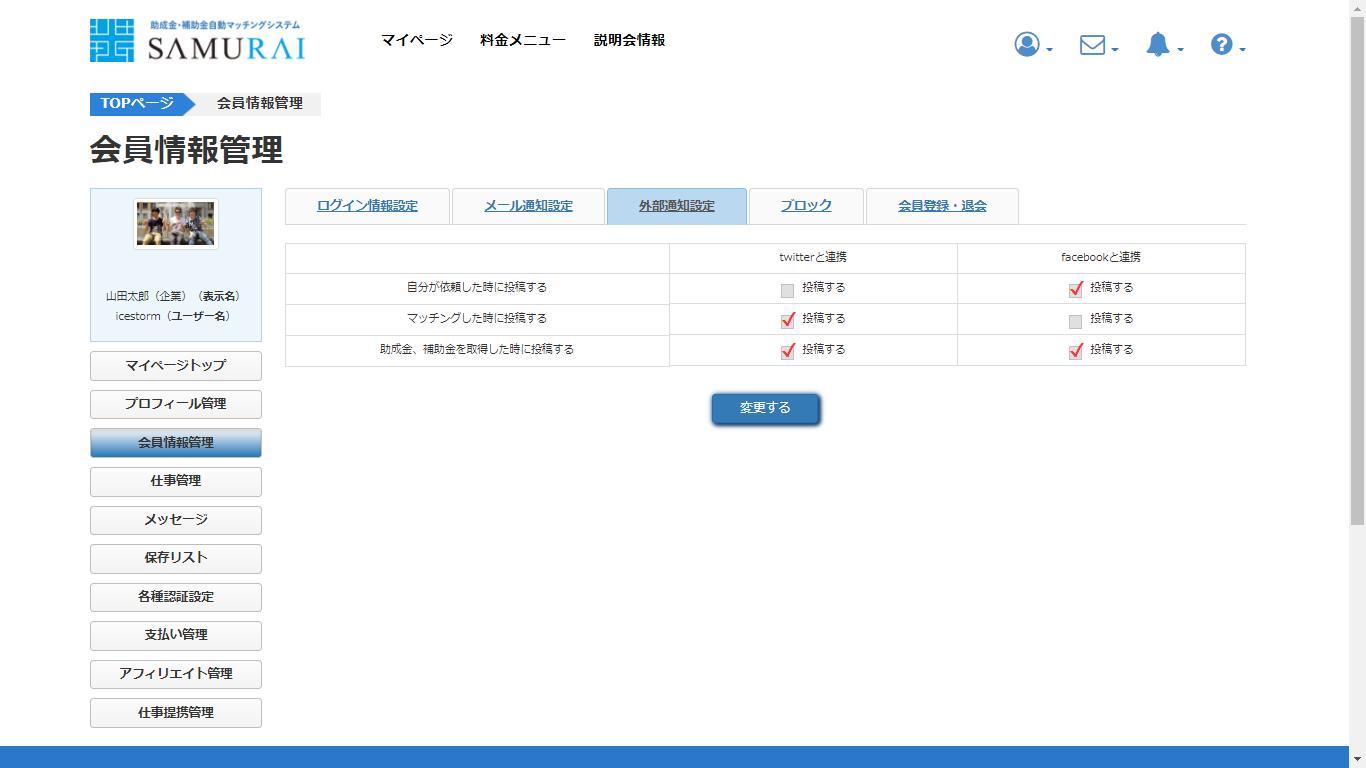 助成金・補助金自動マッチングシステム
SAMURAI
マイページ 料金メニュー 説明会情報
TOPページ 会員情報管理
会員情報管理
山田太郎（企業）（表示名）
icestorm（ユーザー名）
マイページトップ
プロフィール管理
会員情報管理
仕事管理
メッセージ
保存リスト
各種認証設定
支払い管理
アフィリエイト管理
仕事提携管理
ログイン情報設定 メール通知設定 外部通知設定 ブロック 会員登録・退会
twitterと連携 facebookと連携
自分が依頼した時に投稿する 投稿する 投稿する
マッチングした時に投稿する 投稿する 投稿する
助成金、補助金を取得した時に投稿する 投稿する 投稿する
変更する